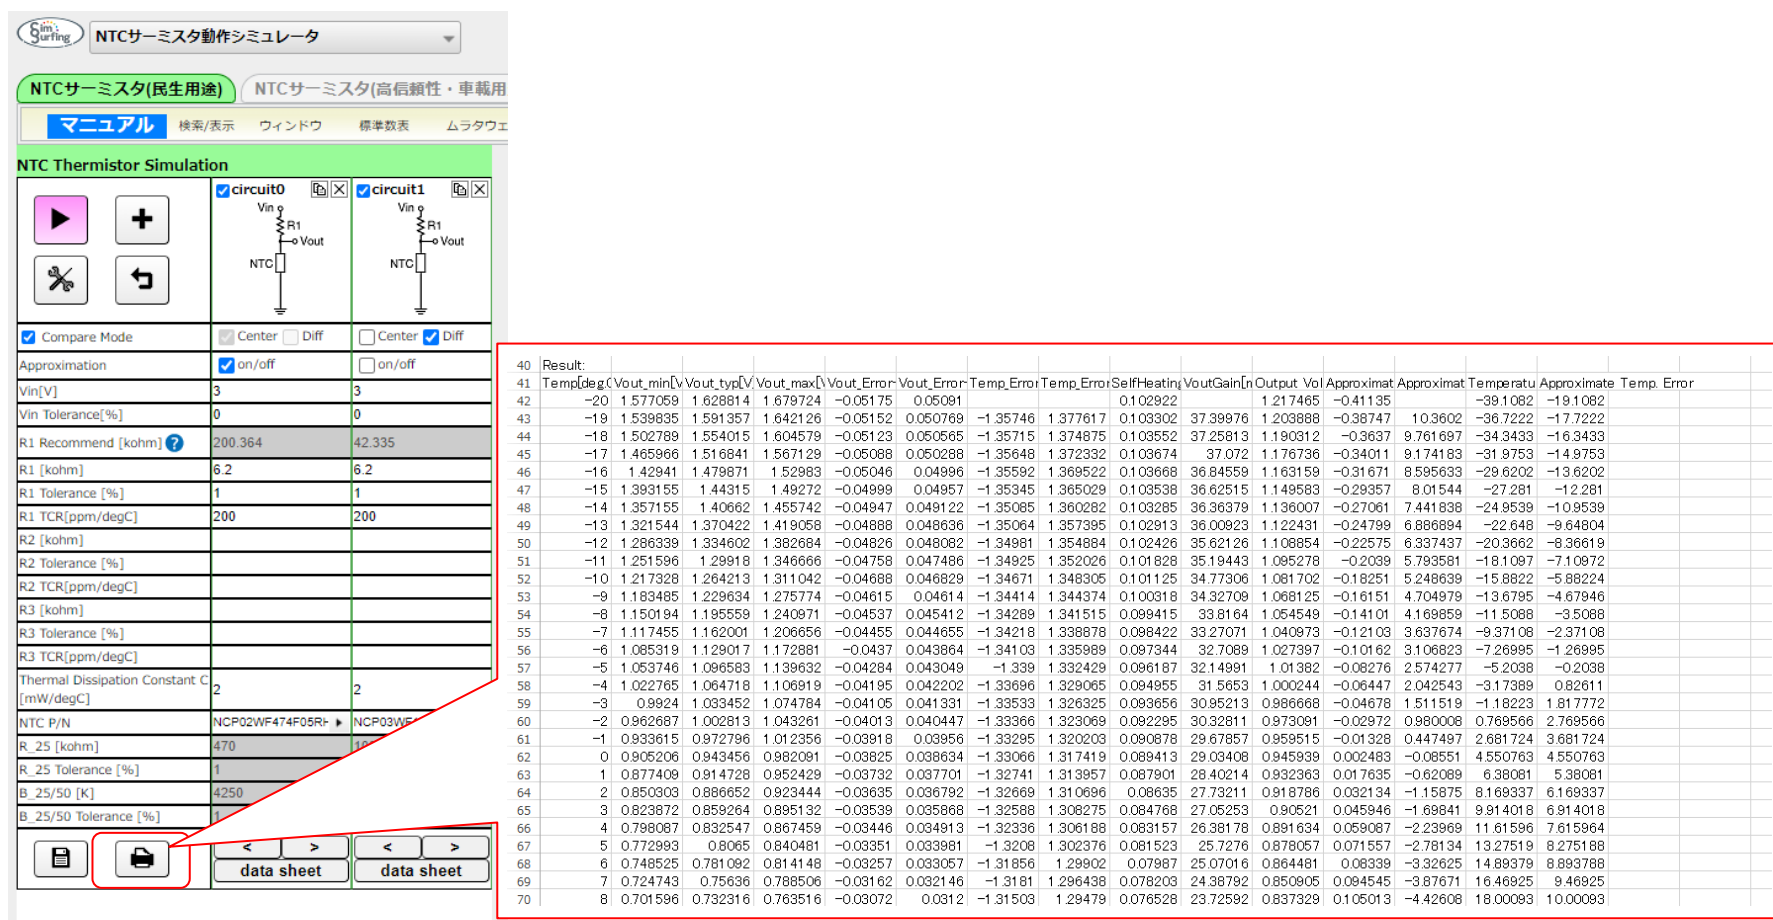 Sim Surfing
NTCサーミスタ動作シミュレータ
NTCサーミスタ(民生用途) NTCサーミスタ(高信頼性・車載用
マニュアル 検索/表示 ウィンドウ 標準数表 ムラタウェ
NTC Thermistor Simulation
circuit0 circuit1
Vin Vin
R1 R1
Vout Vout
NTC NTC
Compare Mode Center Diff Center Diff
Approximation on/off on/off
Vin[V] 3 3
Vin Tolerance[%] 0 0
R1 Recommend [kohm] ? 200.364 42.335
R1 [kohm] 6.2 6.2
R1 Tolerance [%] 1 1
R1 TCR[ppm/degC] 200 200
R2 [kohm]
R2 Tolerance [%]
R2 TCR[ppm/degC]
R3 [kohm]
R3 Tolerance [%]
R3 TCR[ppm/degC]
Thermal Dissipation Constant C
[mW/degC] 2 2
NTC P/N NCP02WF474F05RH NCP03WF
R_25 [kohm] 470
R_25 Tolerance [%] 1
B_25/50 [K] 4250
B_25/50 Tolerance [%] 1
< > < >
data sheet data sheet
40 Result:
41 Temp[deg.C Vout_min[V Vout_typ[V Vout_max[V Vout_Error- Vout_Error- Temp_Error Temp_Error SelfHeating VoutGain[m Output Vol Approximat Approximat Temperatu Approximate Temp. Error
42 -20 1.577059 1.628814 1.679724 -0.05175 0.05091 0.102922 1.217465 -0.41135 -39.1082 -19.1082
43 -19 1.539835 1.591357 1.642126 -0.05152 0.050769 -1.35746 1.377617 0.103302 37.39976 1.203888 -0.38747 10.3602 -36.7222 -17.7222
44 -18 1.502789 1.554015 1.604579 -0.05123 0.050565 -1.35715 1.374875 0.103552 37.25813 1.190312 -0.3637 9.761697 -34.3433 -16.3433
45 -17 1.465966 1.516841 1.567129 -0.05088 0.050288 -1.35648 1.372332 0.103674 37.072 1.176736 -0.34011 9.174183 -31.9753 -14.9753
46 -16 1.42941 1.479871 1.52983 -0.05046 0.04996 -1.35592 1.369522 0.103668 36.84559 1.163159 -0.31671 8.595633 -29.6202 -13.6202
47 -15 1.393155 1.44315 1.49272 -0.04999 0.04957 -1.35345 1.365029 0.103538 36.62515 1.149583 -0.29357 8.01544 -27.281 -12.281
48 -14 1.357155 1.40662 1.455742 -0.04947 0.049122 -1.35085 1.360282 0.103285 36.36379 1.136007 -0.27061 7.441838 -24.9539 -10.9539
49 -13 1.321544 1.370422 1.419058 -0.04888 0.048636 -1.35064 1.357395 0.102913 36.00923 1.122431 -0.24799 6.886894 -22.648 -9.64804
50 -12 1.286339 1.334602 1.382684 -0.04826 0.048082 -1.34981 1.354884 0.102426 35.62126 1.108854 -0.22575 6.337437 -20.3662 -8.36619
51 -11 1.251596 1.29918 1.346666 -0.04758 0.047486 -1.34925 1.352026 0.101828 35.19443 1.095278 -0.2039 5.793581 -18.1097 -7.10972
52 -10 1.217328 1.264213 1.311042 -0.04688 0.046829 -1.34671 1.348305 0.101125 34.77306 1.081702 -0.18251 5.248639 -15.8822 -5.88224
53 -9 1.183485 1.229634 1.275774 -0.04615 0.04614 -1.34414 1.344374 0.100318 34.32709 1.068125 -0.16151 4.704979 -13.6795 -4.67946
54 -8 1.150194 1.195559 1.240971 -0.04537 0.045412 -1.34289 1.341515 0.099415 33.8164 1.054549 -0.14101 4.169859 -11.5088 -3.5088
55 -7 1.117455 1.162001 1.206656 -0.04455 0.044655 -1.34218 1.338878 0.098422 33.27071 1.040973 -0.12103 3.637674 -9.37108 -2.37108
56 -6 1.085319 1.129017 1.172881 -0.0437 0.043864 -1.34103 1.335989 0.097344 32.7089 1.027397 -0.10162 3.106823 -7.26995 -1.26995
57 -5 1.053746 1.096583 1.139632 -0.04284 0.043049 -1.339 1.332429 0.096187 32.14991 1.01382 -0.08276 2.574277 -5.2038 -0.2038
58 -4 1.022765 1.064718 1.106919 -0.04195 0.042202 -1.33696 1.329065 0.094955 31.5653 1.000244 -0.06447 2.042543 -3.17389 0.82611
59 -3 0.9924 1.033452 1.074784 -0.04105 0.041331 -1.33533 1.326325 0.093656 30.95213 0.986668 -0.04678 1.511519 -1.18223 1.817772
60 -2 0.962687 1.002813 1.043261 -0.04013 0.040447 -1.33366 1.323069 0.092295 30.32811 0.973091 -0.02972 0.980008 0.769566 2.769566
61 -1 0.933615 0.972796 1.012356 -0.03918 0.03956 -1.33295 1.320203 0.090878 29.67857 0.959515 -0.01328 0.447497 2.681724 3.681724
62 0 0.905206 0.943456 0.982091 -0.03825 0.038634 -1.33066 1.317419 0.089413 29.03408 0.945939 0.002483 -0.08551 4.550763 4.550763
63 1 0.877409 0.914728 0.952429 -0.03732 0.037701 -1.32741 1.313957 0.087901 28.40214 0.932363 0.017635 -0.62089 6.38081 5.38081
64 2 0.850303 0.886652 0.923444 -0.03635 0.036792 -1.32669 1.310696 0.08635 27.73211 0.918786 0.032134 -1.15875 8.169337 6.169337
65 3 0.823872 0.859264 0.895132 -0.03539 0.035868 -1.32588 1.308275 0.084768 27.05253 0.90521 0.045946 -1.69841 9.914018 6.914018
66 4 0.798087 0.832547 0.867459 -0.03446 0.034913 -1.32336 1.306188 0.083157 26.38178 0.891634 0.059087 -2.23969 11.61596 7.615964
67 5 0.772993 0.8065 0.840481 -0.03351 0.033981 -1.3208 1.302376 0.081523 25.7276 0.878057 0.071557 -2.78134 13.27519 8.275188
68 6 0.748525 0.781092 0.814148 -0.03257 0.033057 -1.31856 1.29902 0.07987 25.07016 0.864481 0.08339 -3.32625 14.89379 8.893788
69 7 0.724743 0.75636 0.788506 -0.03162 0.032146 -1.3181 1.296438 0.078203 24.38792 0.850905 0.094545 -3.87671 16.46925 9.46925
70 8 0.701596 0.732316 0.763516 -0.03072 0.0312 -1.31503 1.29479 0.076528 23.72592 0.837329 0.105013 -4.42608 18.00093 10.00093